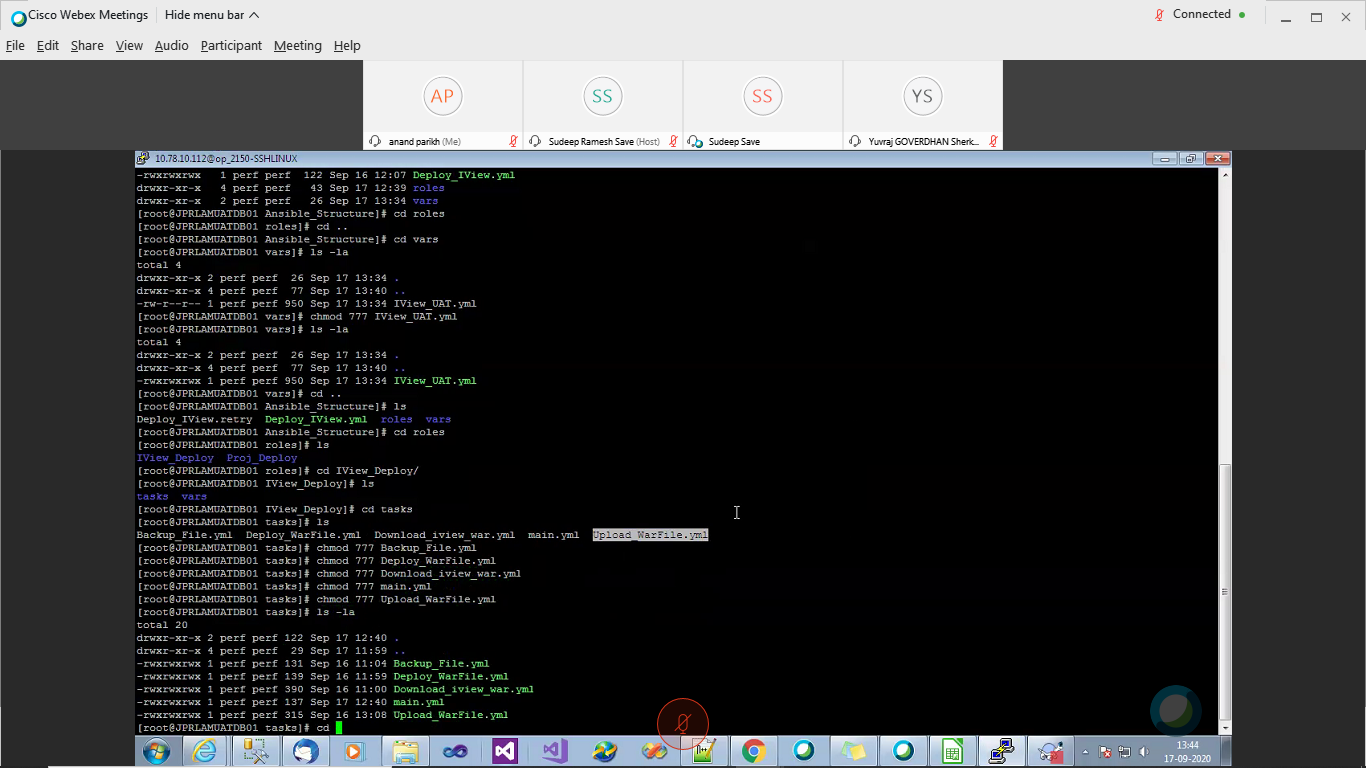 Cisco Webex Meetings Hide menu bar Connected
File Edit Share View Audio Participant Meeting Help
AP SS SS YS
anand parikh (Me) Sudeep Ramesh Save (Host) Sudeep Save Yuvraj GOVERDHAN Sherk...
10.78.10.112@op_2150-SSHLINUX
-rwxrwxrwx 1 perf perf 122 Sep 16 12:07 Deploy_IView.yml
drwxr-xr-x 4 perf perf 43 Sep 17 12:39 roles
drwxr-xr-x 2 perf perf 26 Sep 17 13:34 vars
[root@JPRLAMUATDB01 Ansible_Structure]# cd roles
[root@JPRLAMUATDB01 roles]# cd ..
[root@JPRLAMUATDB01 Ansible_Structure]# cd vars
[root@JPRLAMUATDB01 vars]# ls -la
total 4
drwxr-xr-x 2 perf perf 26 Sep 17 13:34 .
drwxr-xr-x 4 perf perf 77 Sep 17 13:40 ..
-rw-r--r-- 1 perf perf 950 Sep 17 13:34 IView_UAT.yml
[root@JPRLAMUATDB01 vars]# chmod 777 IView_UAT.yml
[root@JPRLAMUATDB01 vars]# ls -la
total 4
drwxr-xr-x 2 perf perf 26 Sep 17 13:34 .
drwxr-xr-x 4 perf perf 77 Sep 17 13:40 ..
-rwxrwxrwx 1 perf perf 950 Sep 17 13:34 IView_UAT.yml
[root@JPRLAMUATDB01 vars]# cd ..
[root@JPRLAMUATDB01 Ansible_Structure]# ls
Deploy_IView.retry Deploy_IView.yml roles vars
[root@JPRLAMUATDB01 Ansible_Structure]# cd roles
[root@JPRLAMUATDB01 roles]# ls
IView_Deploy Proj_Deploy
[root@JPRLAMUATDB01 roles]# cd IView_Deploy/
[root@JPRLAMUATDB01 IView_Deploy]# ls
tasks vars
[root@JPRLAMUATDB01 IView_Deploy]# cd tasks
[root@JPRLAMUATDB01 tasks]# ls
Backup_File.yml Deploy_WarFile.yml Download_iview_war.yml main.yml Upload_WarFile.yml
[root@JPRLAMUATDB01 tasks]# chmod 777 Backup_File.yml
[root@JPRLAMUATDB01 tasks]# chmod 777 Deploy_WarFile.yml
[root@JPRLAMUATDB01 tasks]# chmod 777 Download_iview_war.yml
[root@JPRLAMUATDB01 tasks]# chmod 777 main.yml
[root@JPRLAMUATDB01 tasks]# chmod 777 Upload_WarFile.yml
[root@JPRLAMUATDB01 tasks]# ls -la
total 20
drwxr-xr-x 2 perf perf 122 Sep 17 12:40 .
drwxr-xr-x 4 perf perf 29 Sep 17 11:59 ..
-rwxrwxrwx 1 perf perf 131 Sep 16 11:04 Backup_File.yml
-rwxrwxrwx 1 perf perf 139 Sep 16 11:59 Deploy_WarFile.yml
-rwxrwxrwx 1 perf perf 390 Sep 16 11:00 Download_iview_war.yml
-rwxrwxrwx 1 perf perf 137 Sep 17 12:40 main.yml
-rwxrwxrwx 1 perf perf 315 Sep 16 13:08 Upload_WarFile.yml
[root@JPRLAMUATDB01 tasks]# cd
13:44
17-09-2020